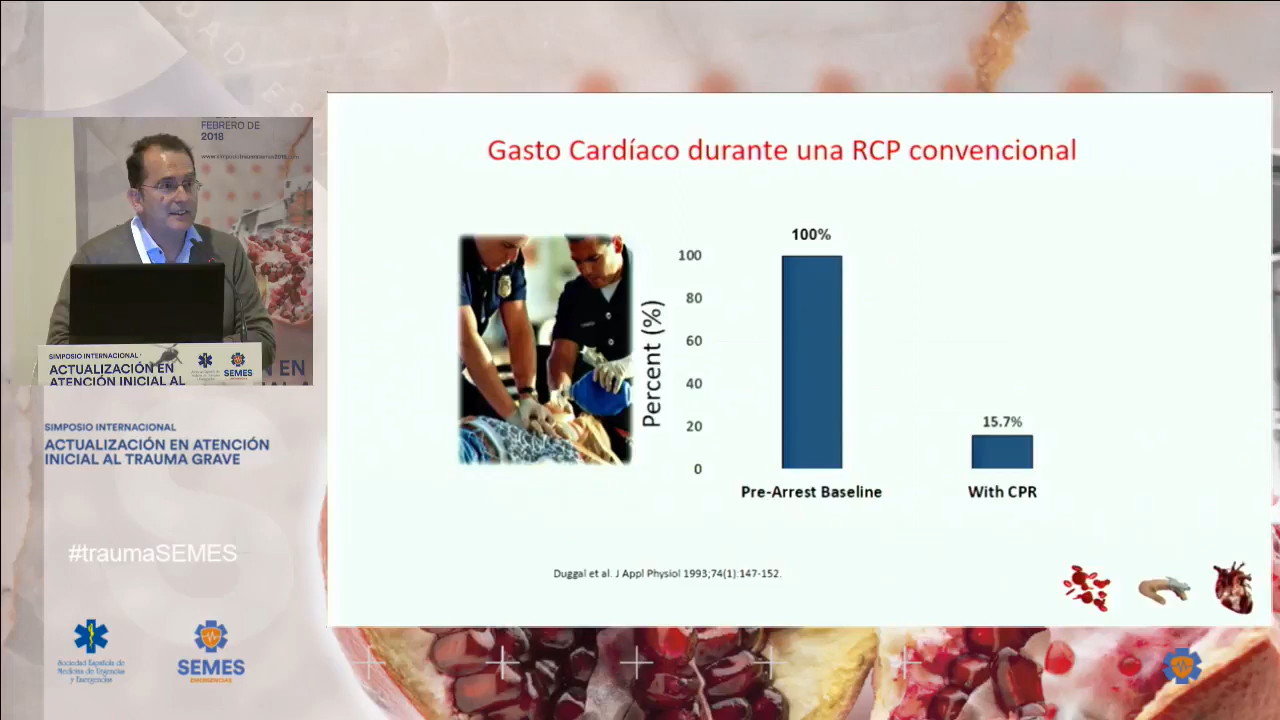 FEBRERO DE
2018
SIMPOSIO INTERNACIONAL
ACTUALIZACIÓN EN
ATENCIÓN INICIAL AL
SEMES
EN
SIMPOSIO INTERNACIONAL
ACTUALIZACIÓN EN ATENCIÓN
INICIAL AL TRAUMA GRAVE
#traumaSEMES
Sociedad Española de
Medicina de Urgencias
y Emergencias
SEMES
EMERGENCIAS
Gasto Cardíaco durante una RCP convencional
Percent (%)
100
80
60
40
20
0
100%
15.7%
Pre-Arrest Baseline
With CPR
Duggal et al. J Appl Physiol 1993;74(1):147-152.